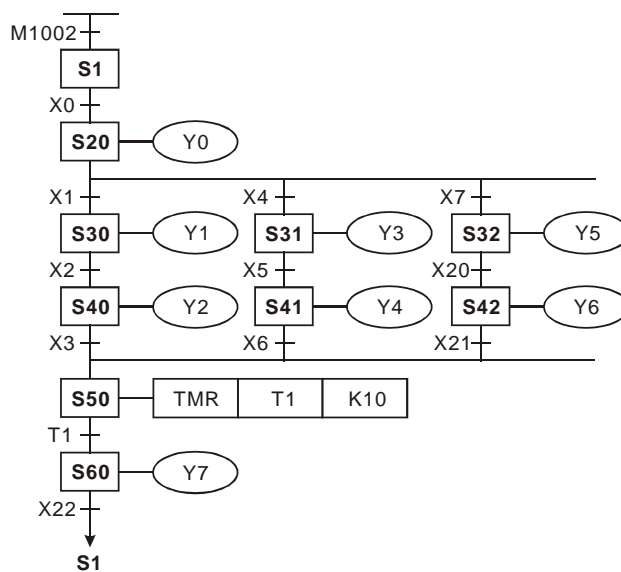 M1002
S1
X0
S20 Y0
X1 X4 X7
S30 Y1 S31 Y3 S32 Y5
X2 X5 X20
S40 Y2 S41 Y4 S42 Y6
X3 X6 X21
S50 TMR T1 K10
T1
S60 Y7
X22
S1